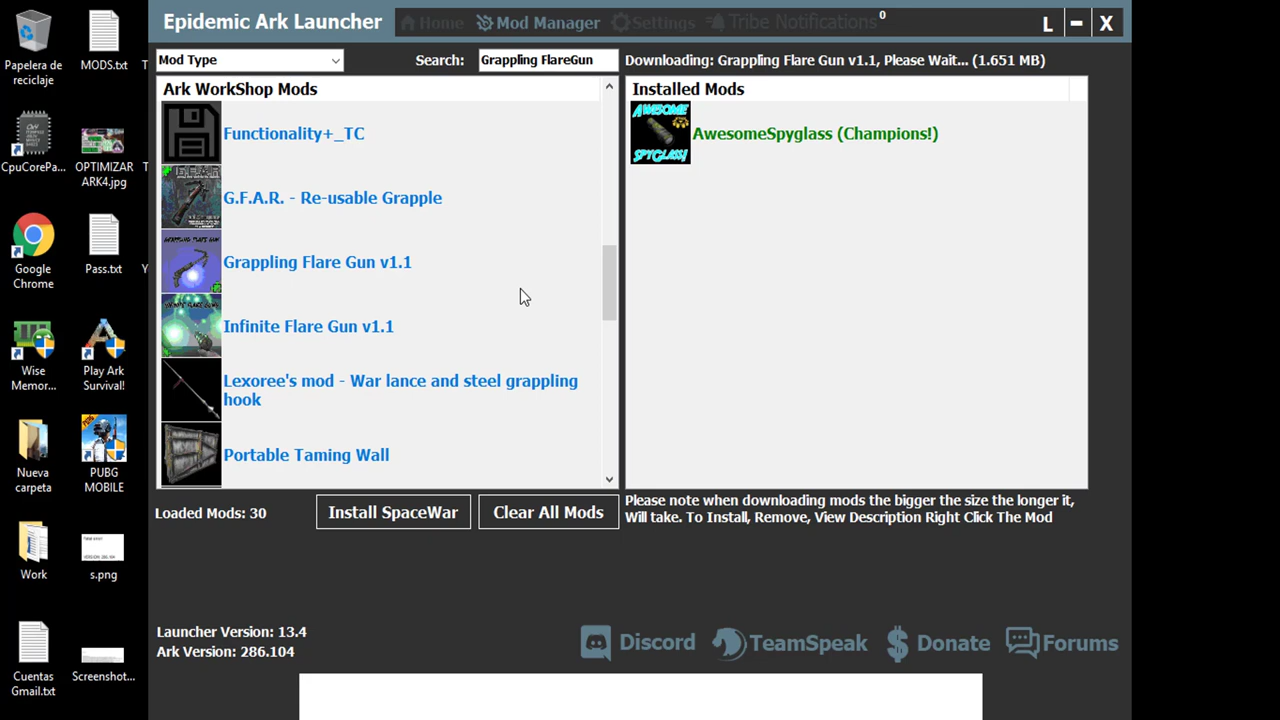 Epidemic Ark Launcher
Home
Mod Manager
Settings
Tribe Notifications
0
L
X
Mod Type
Search:
Grappling FlareGun
Downloading: Grappling Flare Gun v1.1, Please Wait... (1.651 MB)
Ark WorkShop Mods
Functionality+_TC
G.F.A.R. - Re-usable Grapple
Grappling Flare Gun v1.1
Infinite Flare Gun v1.1
Lexoree's mod - War lance and steel grappling
hook
Portable Taming Wall
Installed Mods
AWESOME
SPYGLASS!
AwesomeSpyglass (Champions!)
Loaded Mods: 30
Install SpaceWar
Clear All Mods
Please note when downloading mods the bigger the size the longer it,
Will take. To Install, Remove, View Description Right Click The Mod
Launcher Version: 13.4
Ark Version: 286.104
Discord
TeamSpeak
Donate
Forums
Papelera de
reciclaje
MODS.txt
CpuCorePa...
OPTIMIZAR
ARK4.jpg
Google
Chrome
Pass.txt
Wise
Memor...
Play Ark
Survival!
Nueva
carpeta
PUBG
MOBILE
Work
s.png
Cuentas
Gmail.txt
Screenshot...